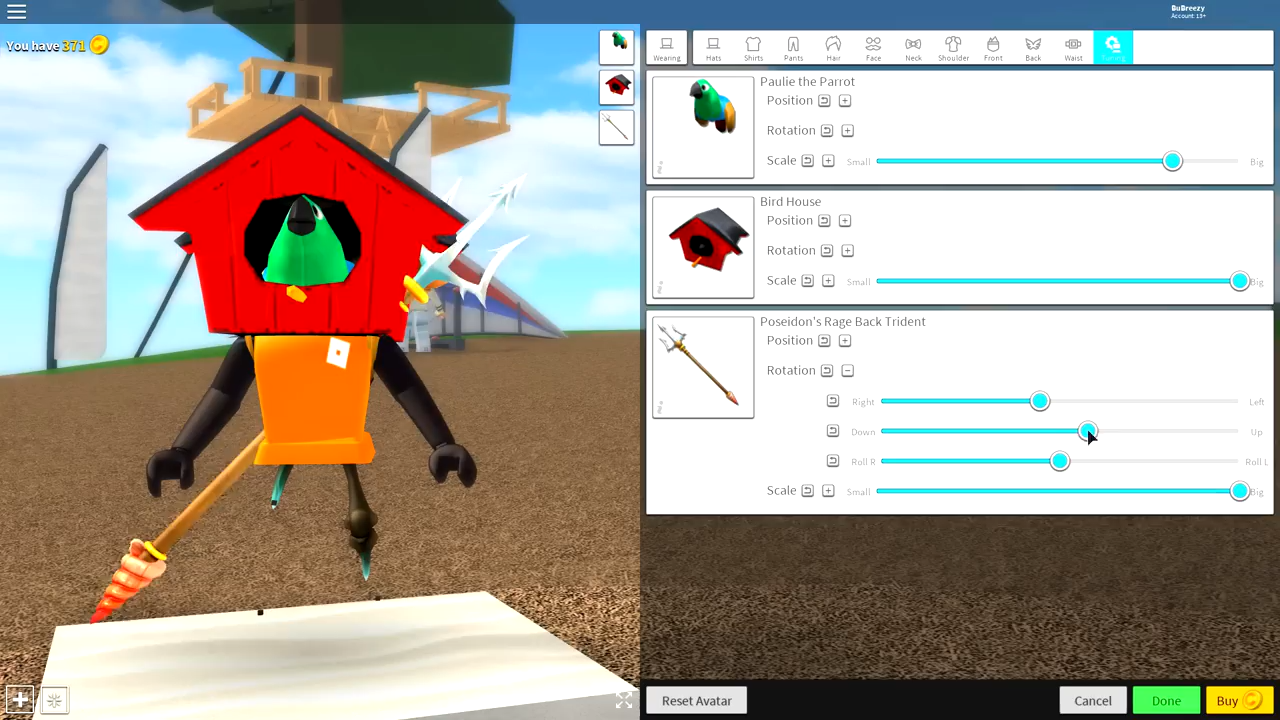 BuBreezy
Account: 13+
You have 371
Wearing
Hats
Shirts
Pants
Hair
Face
Neck
Shoulder
Front
Back
Waist
Tuning
Paulie the Parrot
Position
Rotation
Scale
Small
Big
Bird House
Position
Rotation
Scale
Small
Big
Poseidon's Rage Back Trident
Position
Rotation
Right
Left
Down
Up
Roll R
Roll L
Scale
Small
Big
Reset Avatar
Cancel
Done
Buy